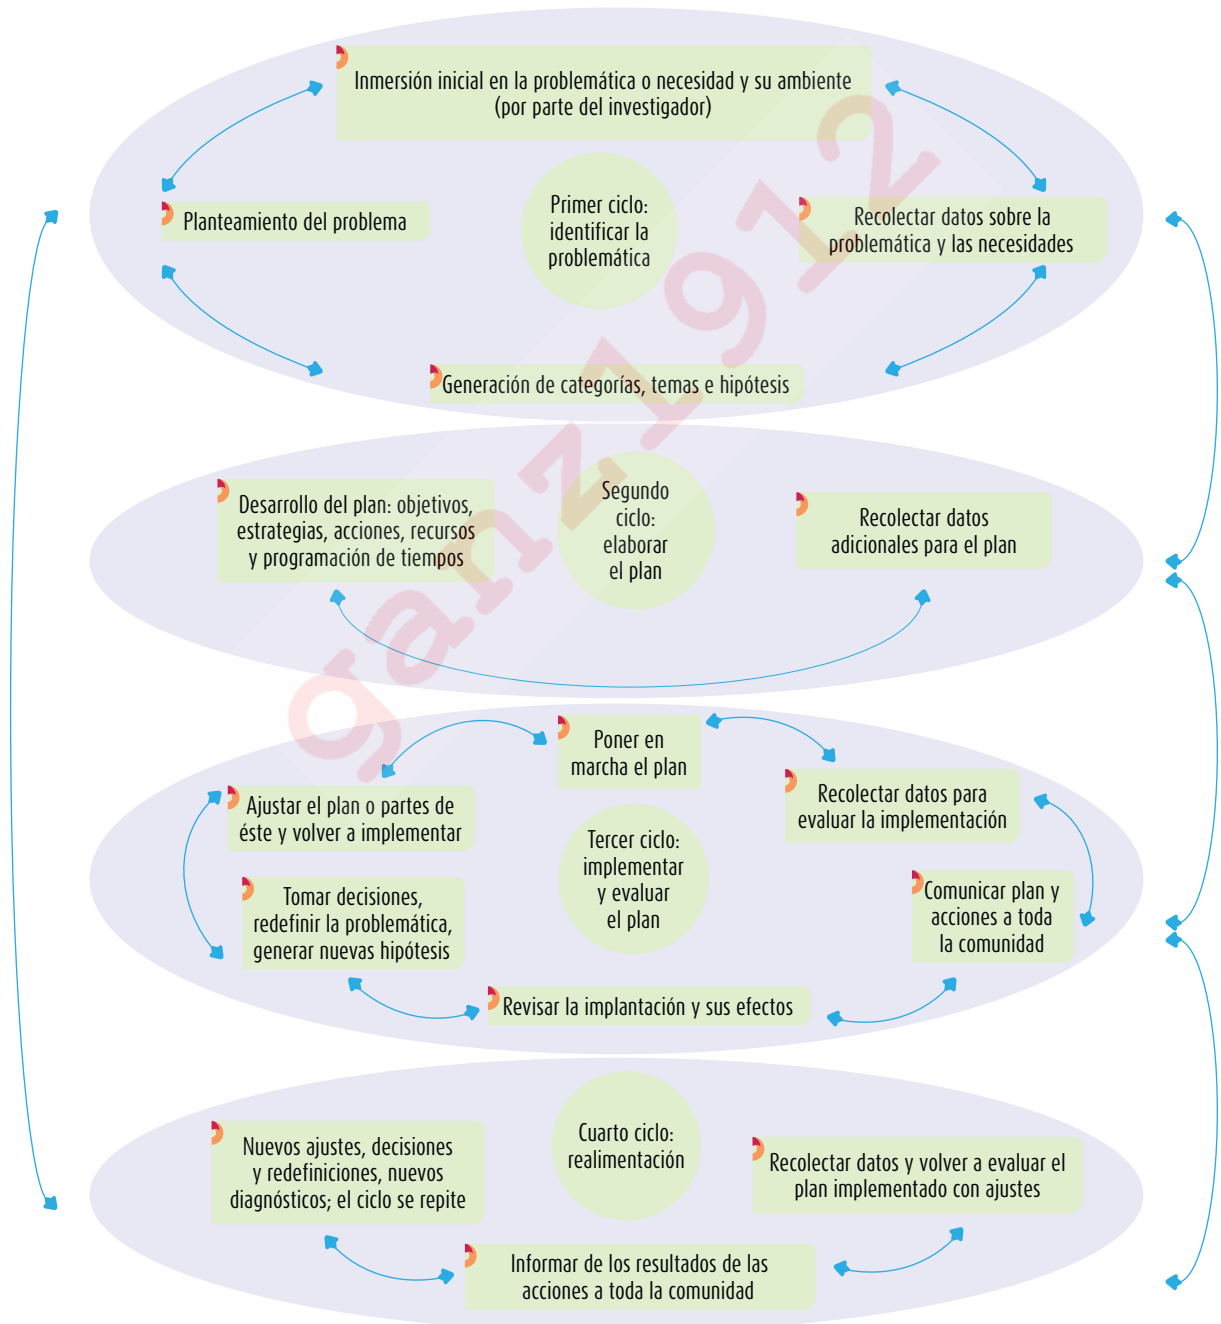 Inmersión inicial en la problemática o necesidad y su ambiente
(por parte del investigador)
Primer ciclo:
identificar la
problemática
Planteamiento del problema
Recolectar datos sobre la
problemática y las necesidades
Generación de categorías, temas e hipótesis
Segundo
ciclo:
elaborar
el plan
Desarrollo del plan: objetivos,
estrategias, acciones, recursos
y programación de tiempos
Recolectar datos
adicionales para el plan
Poner en
marcha el plan
Ajustar el plan o partes de
éste y volver a implementar
Recolectar datos para
evaluar la implementación
Tercer ciclo:
implementar
y evaluar
el plan
Tomar decisiones,
redefinir la problemática,
generar nuevas hipótesis
Comunicar plan y
acciones a toda
la comunidad
Revisar la implantación y sus efectos
Cuarto ciclo:
realimentación
Nuevos ajustes, decisiones
y redefiniciones, nuevos
diagnósticos; el ciclo se repite
Recolectar datos y volver a evaluar el
plan implementado con ajustes
Informar de los resultados de las
acciones a toda la comunidad
ganz1912